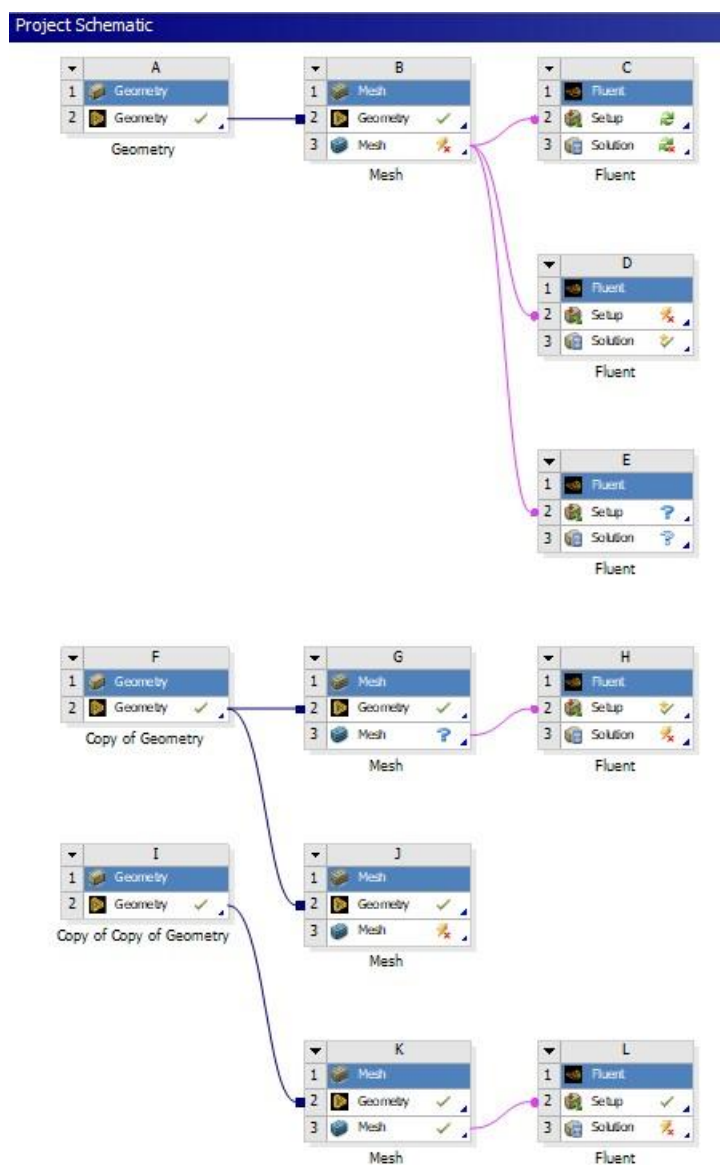 Project Schematic
A
1 Geometry
2 Geometry
Geometry
B
1 Mesh
2 Geometry
3 Mesh
Mesh
C
1 Fluent
2 Setup
3 Solution
Fluent
D
1 Fluent
2 Setup
3 Solution
Fluent
E
1 Fluent
2 Setup
3 Solution
Fluent
F
1 Geometry
2 Geometry
Copy of Geometry
G
1 Mesh
2 Geometry
3 Mesh
Mesh
H
1 Fluent
2 Setup
3 Solution
Fluent
I
1 Geometry
2 Geometry
Copy of Copy of Geometry
J
1 Mesh
2 Geometry
3 Mesh
Mesh
K
1 Mesh
2 Geometry
3 Mesh
Mesh
L
1 Fluent
2 Setup
3 Solution
Fluent